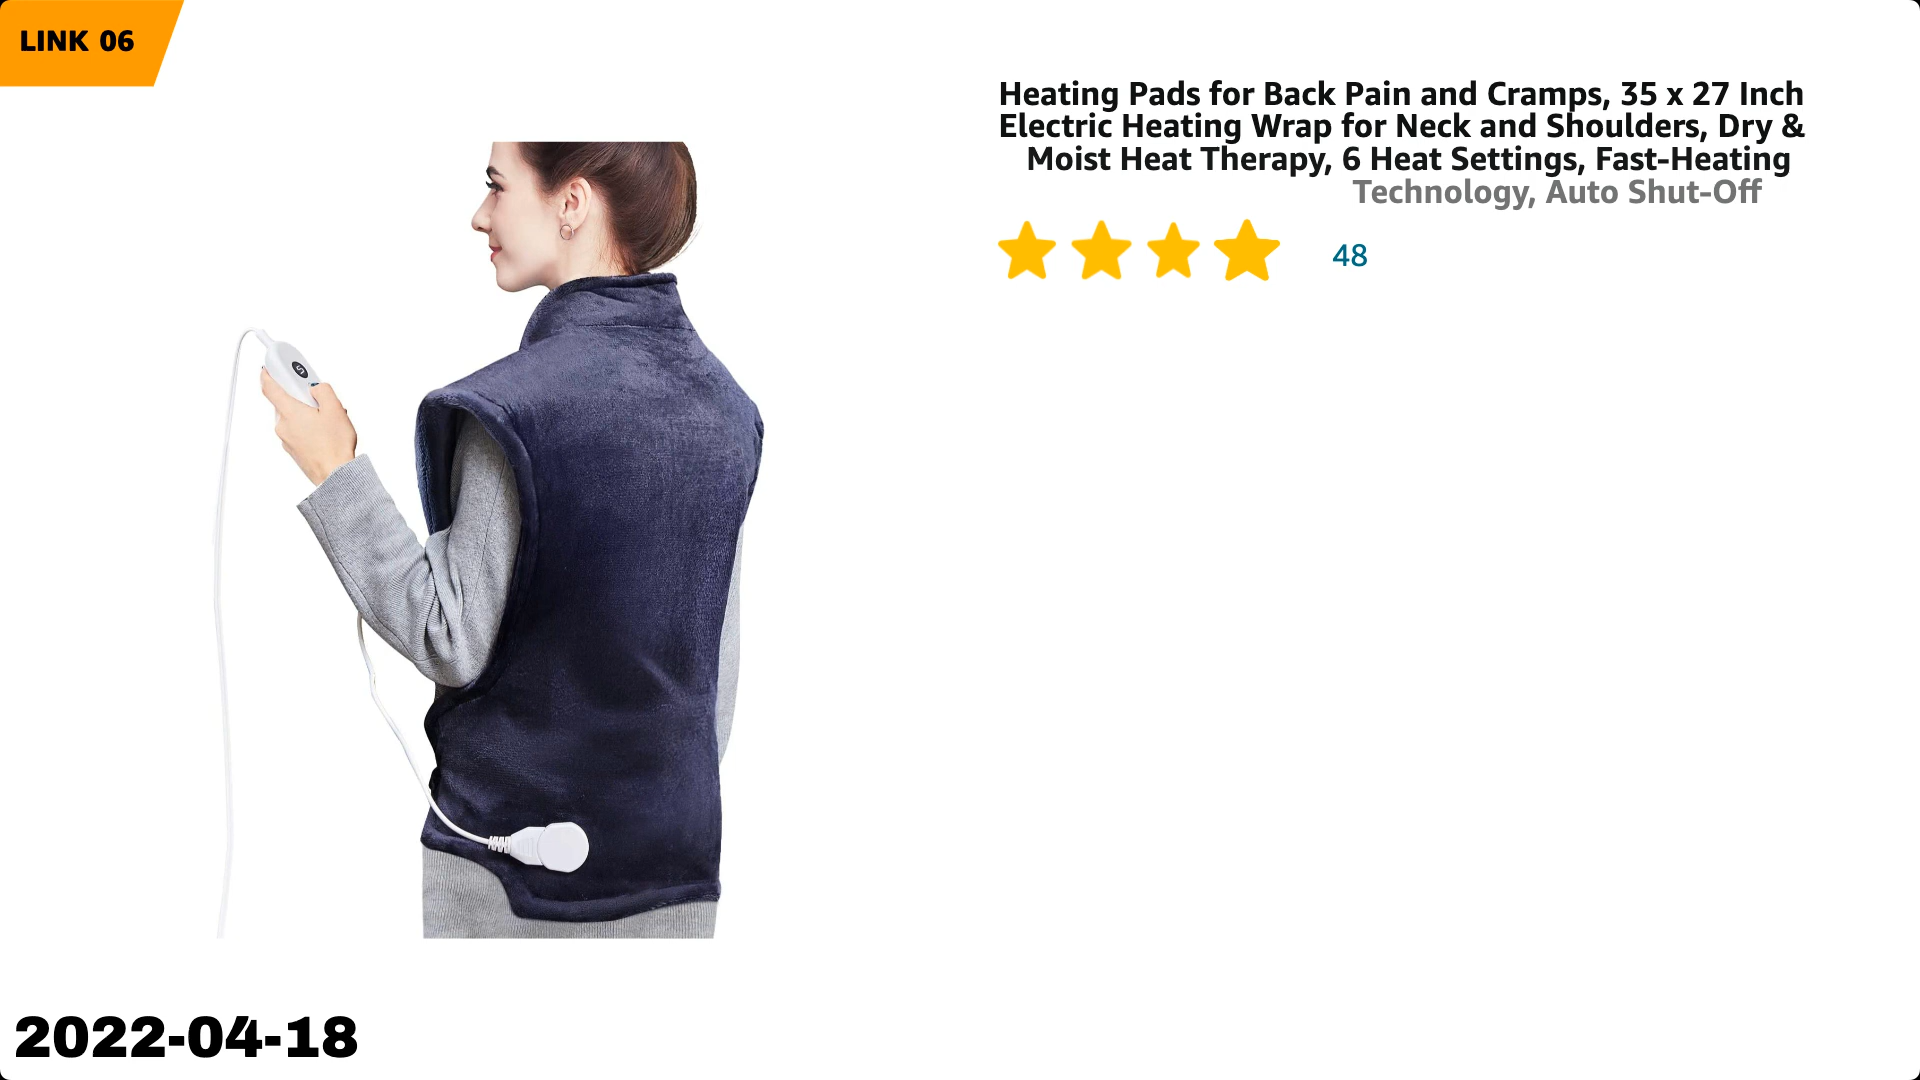 LINK 06
Heating Pads for Back Pain and Cramps, 35 x 27 Inch
Electric Heating Wrap for Neck and Shoulders, Dry &
Moist Heat Therapy, 6 Heat Settings, Fast-Heating
Technology, Auto Shut-Off
48
2022-04-18